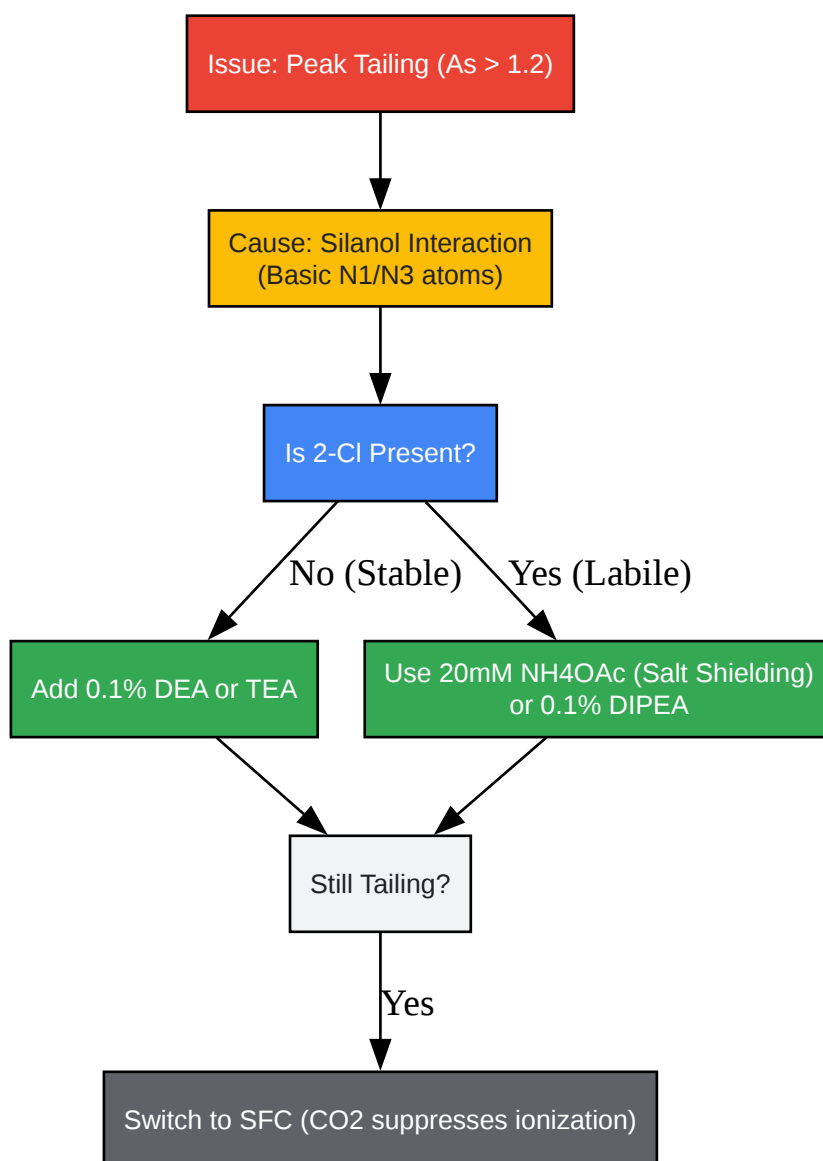 Issue: Peak Tailing (As > 1.2)
Cause: Silanol Interaction
(Basic N1/N3 atoms)
Is 2-Cl Present?
No (Stable)
Yes (Labile)
Add 0.1% DEA or TEA
Use 20mM NH4OAc (Salt Shielding)
or 0.1% DIPEA
Still Tailing?
Yes
Switch to SFC (CO2 suppresses ionization)